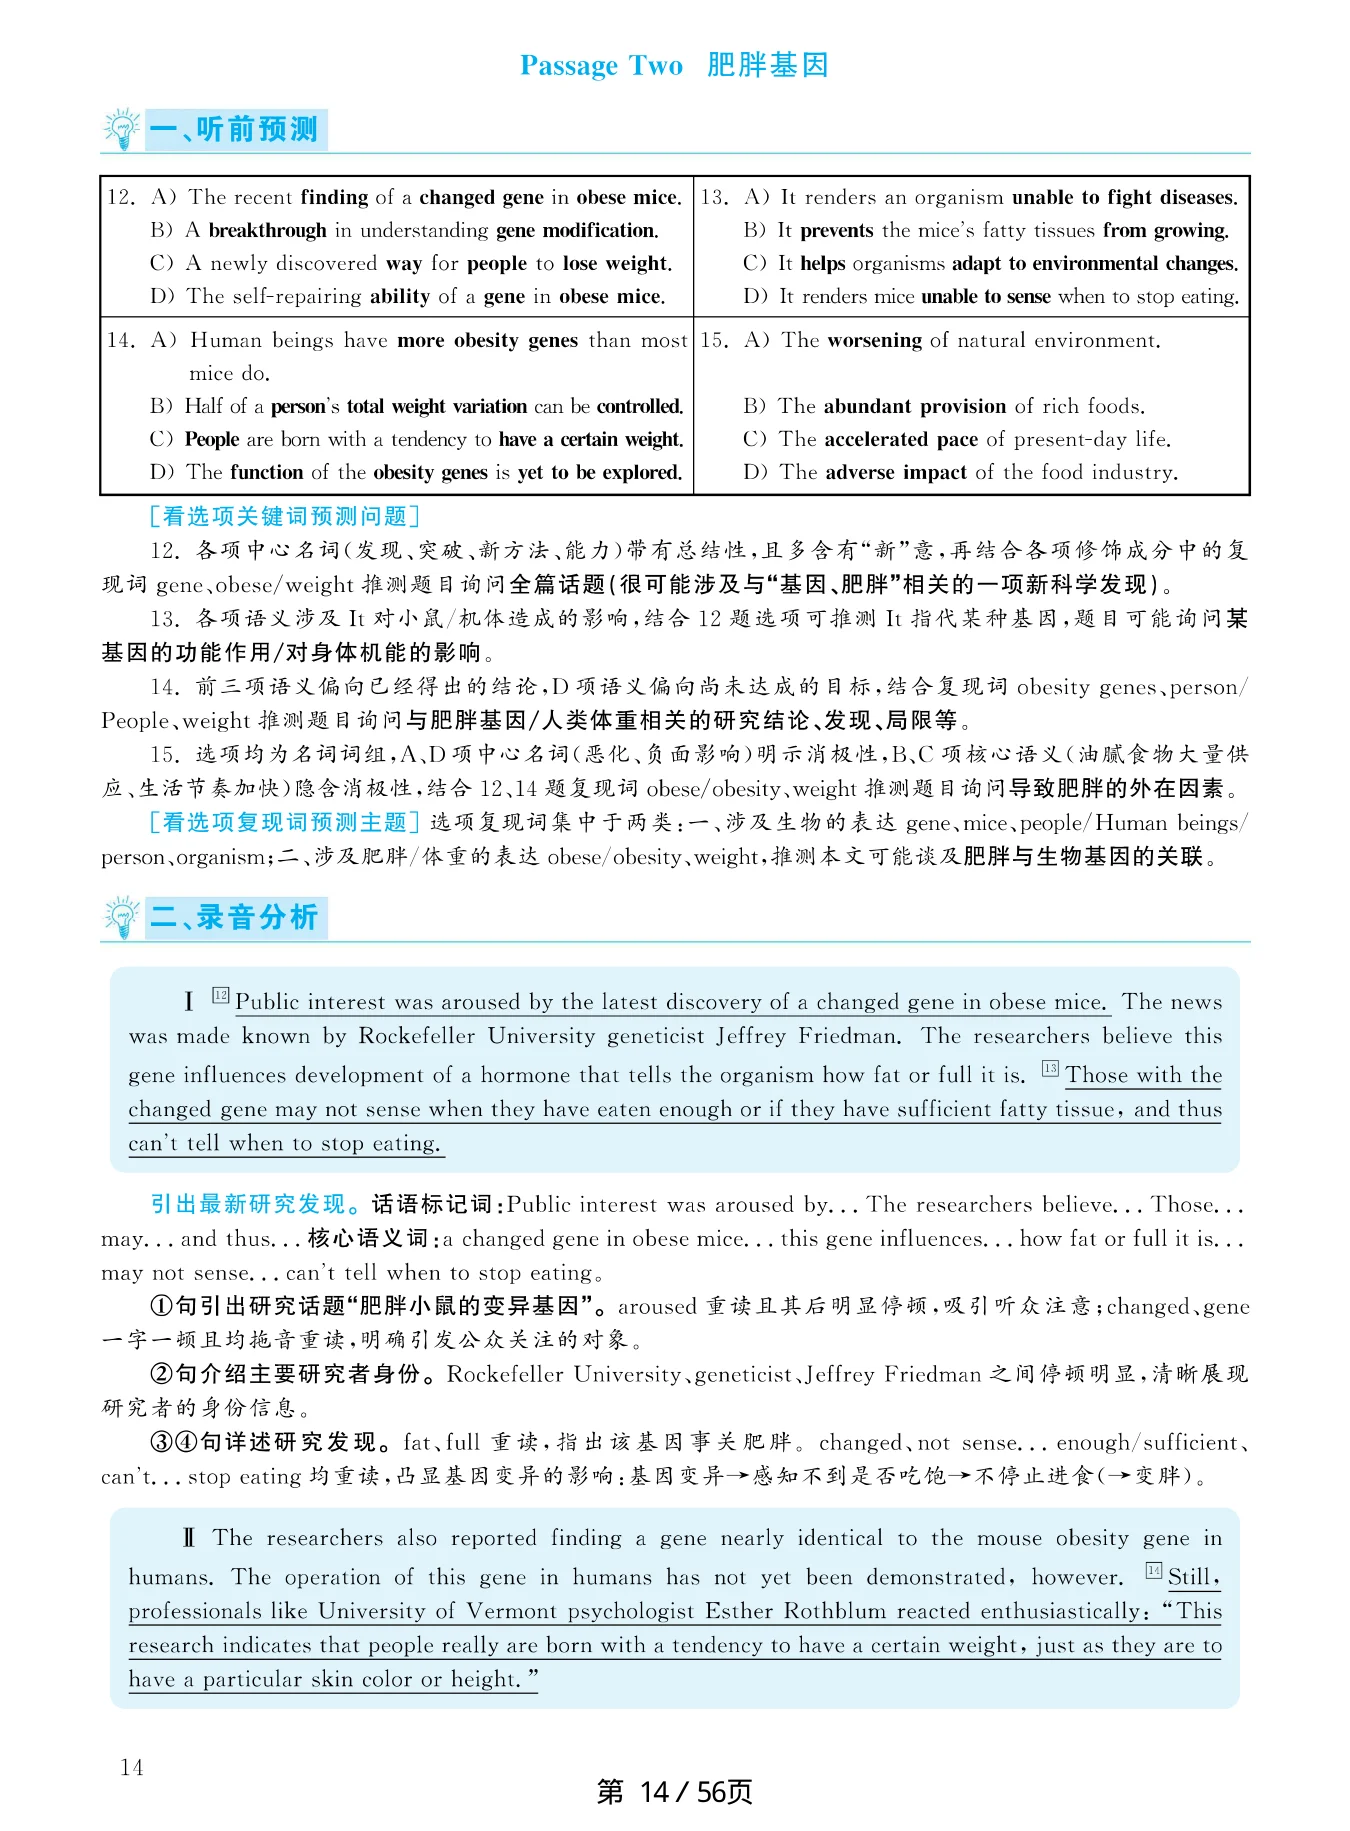 Passage Two 肥胖基因
一、听前预测
12. A) The recent finding of a changed gene in obese mice.
B) A breakthrough in understanding gene modification.
C) A newly discovered way for people to lose weight.
D) The self-repairing ability of a gene in obese mice.
13. A) It renders an organism unable to fight diseases.
B) It prevents the mice's fatty tissues from growing.
C) It helps organisms adapt to environmental changes.
D) It renders mice unable to sense when to stop eating.
14. A) Human beings have more obesity genes than most
mice do.
B) Half of a person's total weight variation can be controlled.
C) People are born with a tendency to have a certain weight.
D) The function of the obesity genes is yet to be explored.
15. A) The worsening of natural environment.
B) The abundant provision of rich foods.
C) The accelerated pace of present-day life.
D) The adverse impact of the food industry.
[看选项关键词预测问题]
12. 各项中心名词(发现、突破、新方法、能力)带有总结性,且多含有“新”意,再结合各项修饰成分中的复
现词 gene、obese/weight 推测题目询问全篇话题(很可能涉及与“基因、肥胖”相关的一项新科学发现)。
13. 各项语义涉及 It 对小鼠/机体造成的影响,结合 12 题选项可推测 It 指代某种基因,题目可能询问某
基因的功能作用/对身体机能的影响。
14. 前三项语义偏向已经得出的结论,D 项语义偏向尚未达成的目标,结合复现词 obesity genes、person/
People、weight 推测题目询问与肥胖基因/人类体重相关的研究结论、发现、局限等。
15. 选项均为名词词组,A、D 项中心名词(恶化、负面影响)明示消极性,B、C 项核心语义(油腻食物大量供
应、生活节奏加快)隐含消极性,结合 12、14 题复现词 obese/obesity、weight 推测题目询问导致肥胖的外在因素。
[看选项复现词预测主题] 选项复现词集中于两类:一、涉及生物的表达 gene、mice、people/Human beings/
person、organism;二、涉及肥胖/体重的表达 obese/obesity、weight,推测本文可能谈及肥胖与生物基因的关联。
二、录音分析
Ⅰ [12] Public interest was aroused by the latest discovery of a changed gene in obese mice. The news
was made known by Rockefeller University geneticist Jeffrey Friedman. The researchers believe this
gene influences development of a hormone that tells the organism how fat or full it is. [13] Those with the
changed gene may not sense when they have eaten enough or if they have sufficient fatty tissue, and thus
can't tell when to stop eating.
引出最新研究发现。话语标记词:Public interest was aroused by... The researchers believe... Those...
may... and thus... 核心语义词:a changed gene in obese mice... this gene influences... how fat or full it is...
may not sense... can't tell when to stop eating。
①句引出研究话题“肥胖小鼠的变异基因”。aroused 重读且其后明显停顿,吸引听众注意;changed、gene
一字一顿且均拖音重读,明确引发公众关注的对象。
②句介绍主要研究者身份。Rockefeller University、geneticist、Jeffrey Friedman 之间停顿明显,清晰展现
研究者的身份信息。
③④句详述研究发现。fat、full 重读,指出该基因事关肥胖。changed、not sense... enough/sufficient、
can't... stop eating 均重读,凸显基因变异的影响:基因变异→感知不到是否吃饱→不停止进食(→变胖)。
Ⅱ The researchers also reported finding a gene nearly identical to the mouse obesity gene in
humans. The operation of this gene in humans has not yet been demonstrated, however. [14] Still,
professionals like University of Vermont psychologist Esther Rothblum reacted enthusiastically: “This
research indicates that people really are born with a tendency to have a certain weight, just as they are to
have a particular skin color or height.”
14
第 14 / 56页